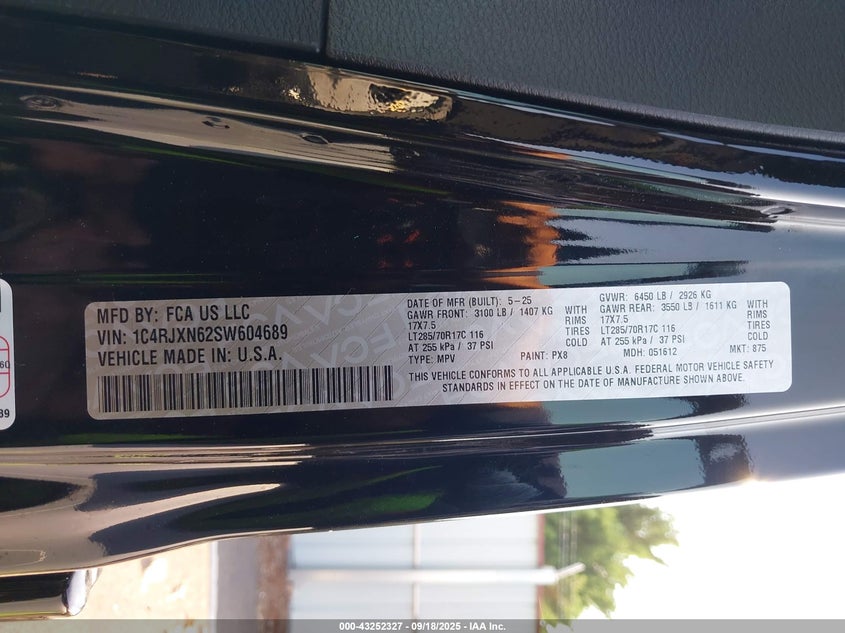 MFD BY: FCA US LLC
VIN: 1C4RJXN62SW604689
VEHICLE MADE IN: U.S.A.
DATE OF MFR (BUILT): 5-25
GAWR FRONT: 3100 LB / 1407 KG WITH
17X7.5 RIMS
LT285/70R17C 116 TIRES
AT 255 kPa / 37 PSI COLD
TYPE: MPV PAINT: PX8
GVWR: 6450 LB / 2926 KG
GAWR REAR: 3550 LB / 1611 KG WITH
17X7.5 RIMS
LT285/70R17C 116 TIRES
AT 255 kPa / 37 PSI COLD
MDH: 051612 MKT: 875
THIS VEHICLE CONFORMS TO ALL APPLICABLE U.S.A. FEDERAL MOTOR VEHICLE SAFETY
STANDARDS IN EFFECT ON THE DATE OF MANUFACTURE SHOWN ABOVE.
60
89
000-43252327 - 09/18/2025 - IAA Inc.